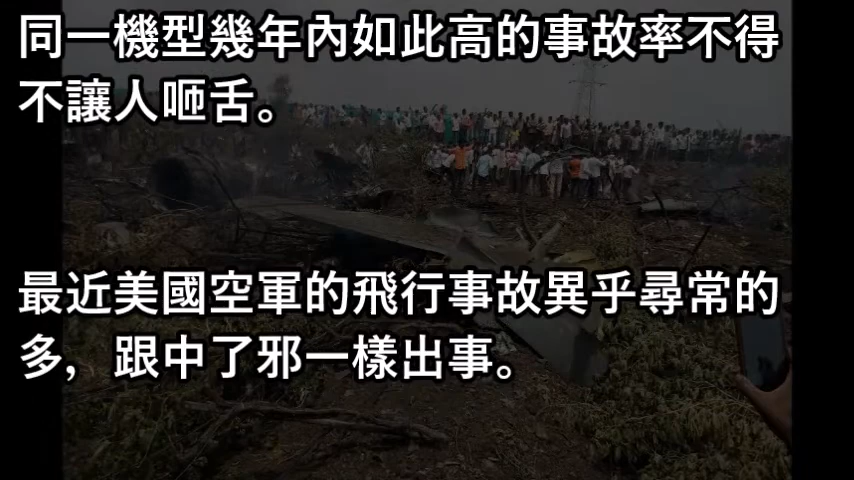 同一機型幾年內如此高的事故率不得
不讓人咂舌。
最近美國空軍的飛行事故異乎尋常的
多，跟中了邪一樣出事。